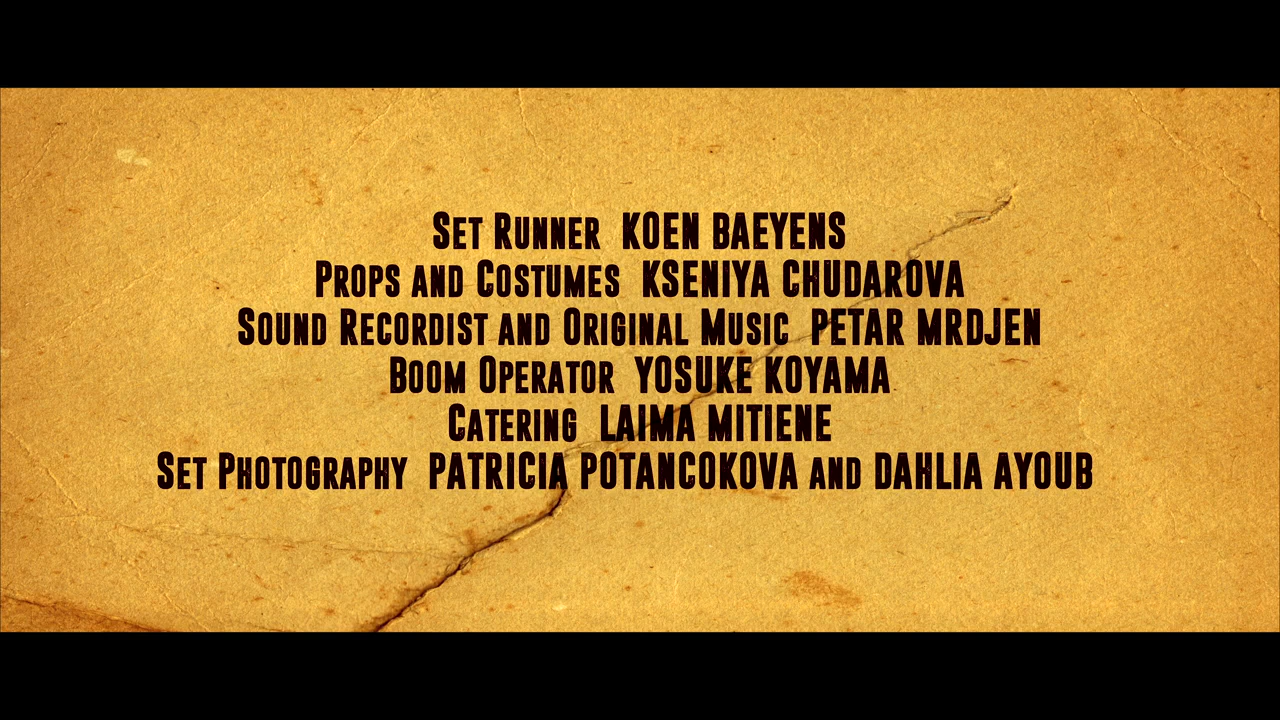 Set Runner KOEN BAEYENS
Props and Costumes KSENIYA CHUDAROVA
Sound Recordist and Original Music PETAR MRDJEN
Boom Operator YOSUKE KOYAMA
Catering LAIMA MITIENE
Set Photography PATRICIA POTANCOKOVA and DAHLIA AYOUB